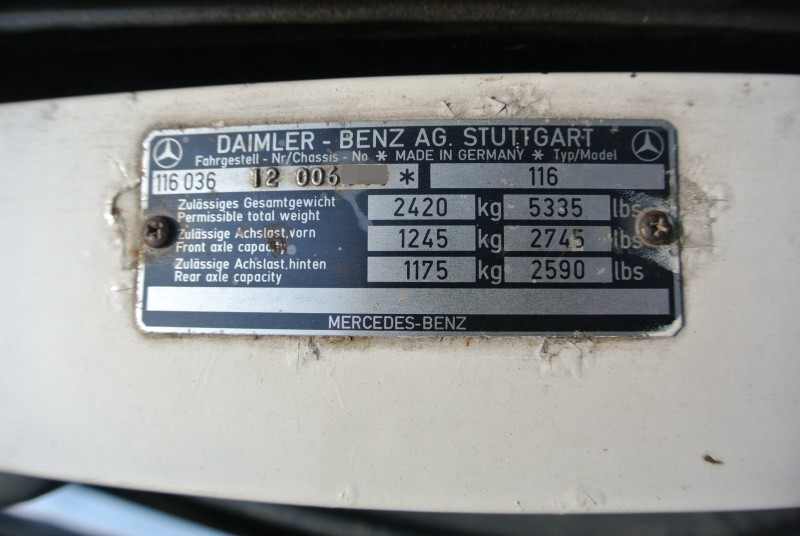 DAIMLER - BENZ AG. STUTTGART
Fahrgestell - Nr/Chassis - No * MADE IN GERMANY * Typ/Model
116 036 12 006 * 116
Zulässiges Gesamtgewicht
Permissible total weight 2420 kg 5335 lbs
Zulässige Achslast,vorn
Front axle capacity 1245 kg 2745 lbs
Zulässige Achslast,hinten
Rear axle capacity 1175 kg 2590 lbs
MERCEDES-BENZ